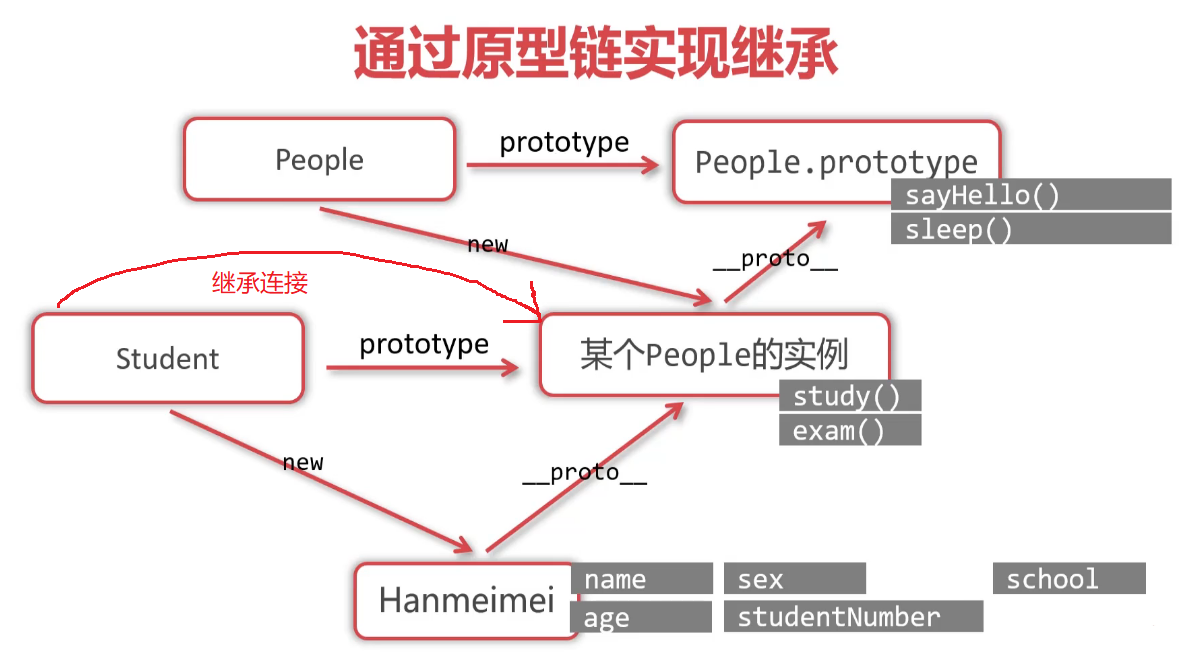 通过原型链实现继承
People
prototype
People.prototype
sayHello()
sleep()
new
__proto__
继承连接
Student
prototype
某个People的实例
study()
exam()
new
__proto__
Hanmeimei
name
sex
school
age
studentNumber